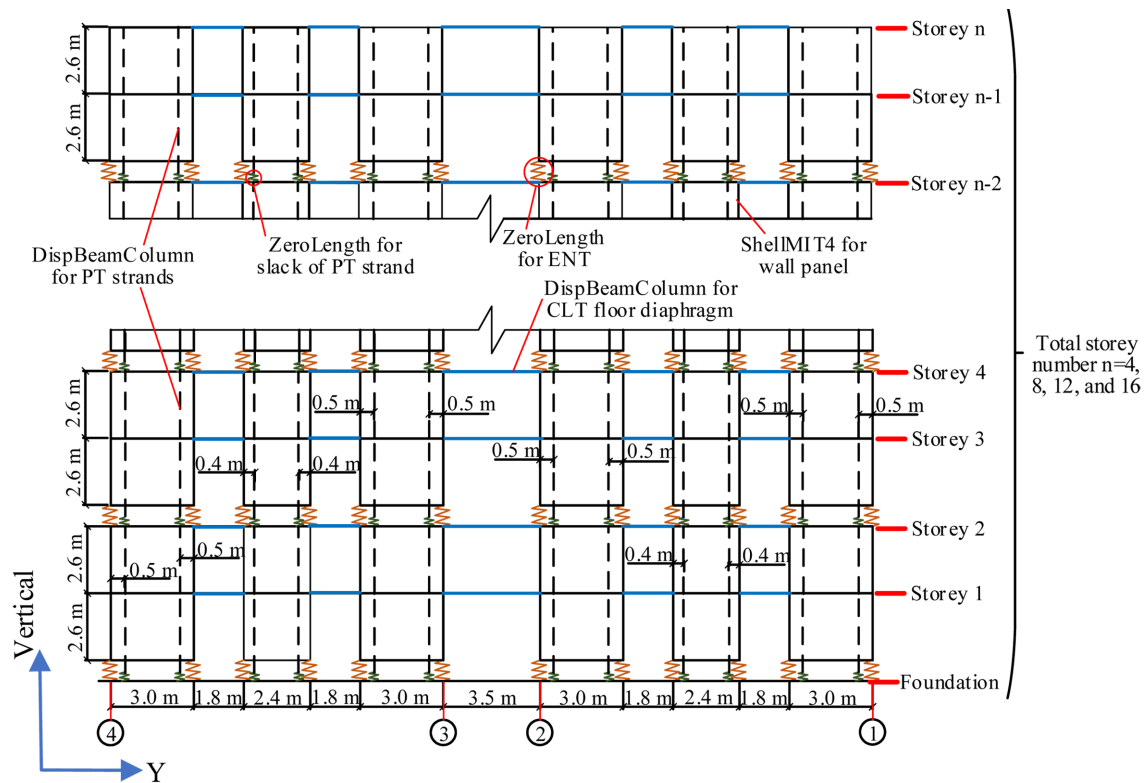 Storey n
2.6 m
Storey n-1
2.6 m
Storey n-2
DispBeamColumn
for PT strands
ZeroLength for
slack of PT strand
ZeroLength
for ENT
ShellMIT4 for
wall panel
DispBeamColumn for
CLT floor diaphragm
Total storey
number n=4,
8, 12, and 16
Storey 4
2.6 m
0.5 m
0.5 m
0.5 m
0.5 m
Storey 3
2.6 m
0.4 m
0.4 m
0.5 m
0.5 m
Storey 2
2.6 m
0.5 m
0.5 m
0.4 m
0.4 m
Storey 1
2.6 m
Foundation
3.0 m
1.8 m
2.4 m
1.8 m
3.0 m
3.5 m
3.0 m
1.8 m
2.4 m
1.8 m
3.0 m
4
3
2
1
Vertical
Y